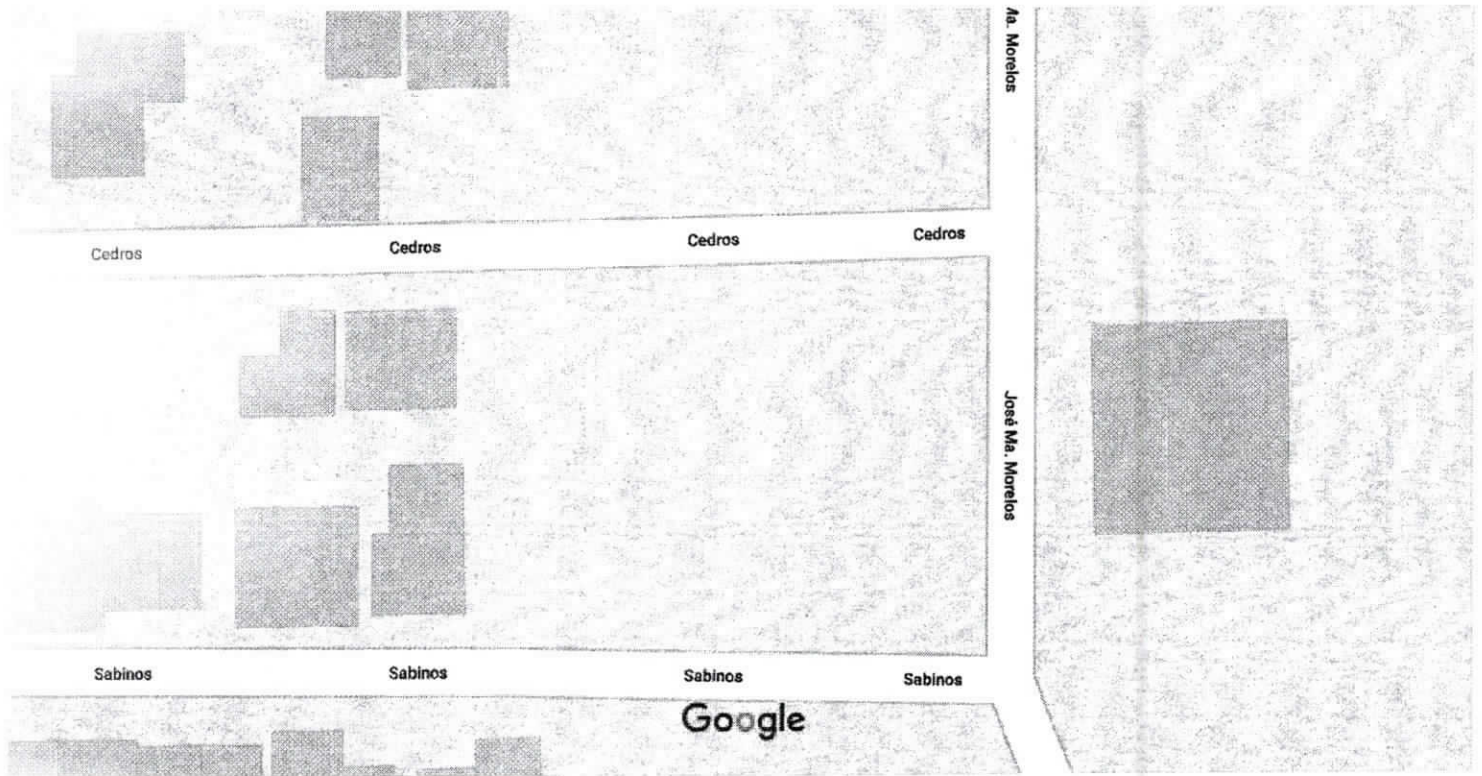 Ma. Morelos
Cedros
Cedros
Cedros
Cedros
José Ma. Morelos
Sabinos
Sabinos
Sabinos
Sabinos
Google